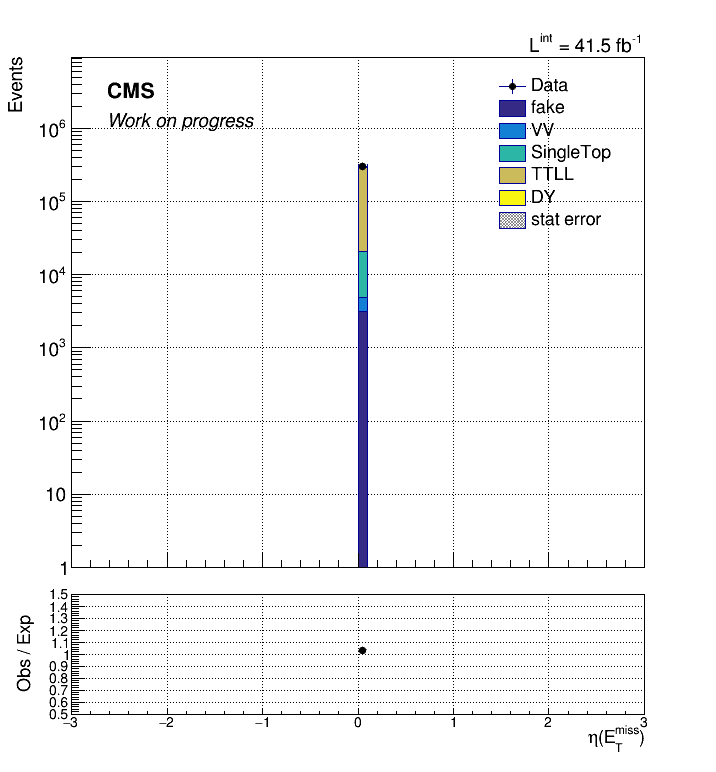 L^int = 41.5 fb^-1
Events
CMS
Work on progress
Data
fake
VV
SingleTop
TTLL
DY
stat error
10^6
10^5
10^4
10^3
10^2
10
1
Obs / Exp
1.5
1.4
1.3
1.2
1.1
1
0.9
0.8
0.7
0.6
0.5
−3 −2 −1 0 1 2 3
η(E_T^miss)